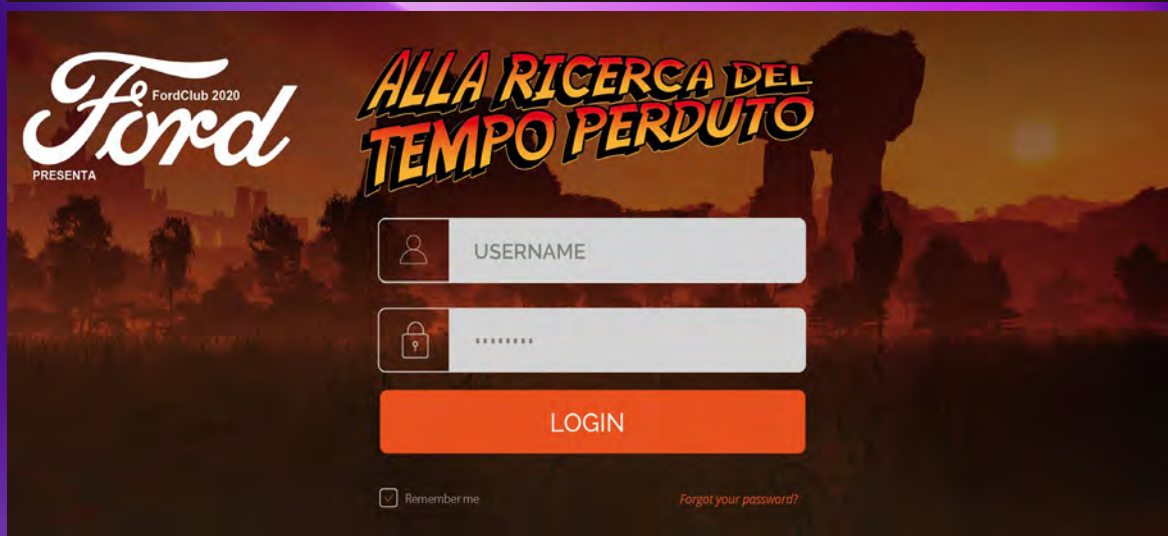 Ford
FordClub 2020
PRESENTA
ALLA RICERCA DEL
TEMPO PERDUTO
USERNAME
********
LOGIN
Remember me
Forgot your password?